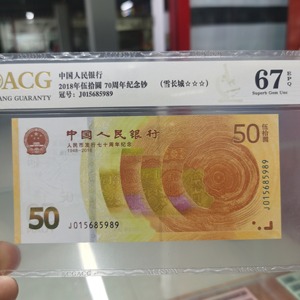 ACG
ANG GUARANTY
中国人民银行
2018年伍拾圆 70周年纪念钞 (雪长城☆☆☆)
冠号: J015685989
67 EPQ
Superb Gem Unc
中国人民银行
人民币发行七十周年纪念
1948-2018
50
伍拾圆
J015685989
50
J015685989